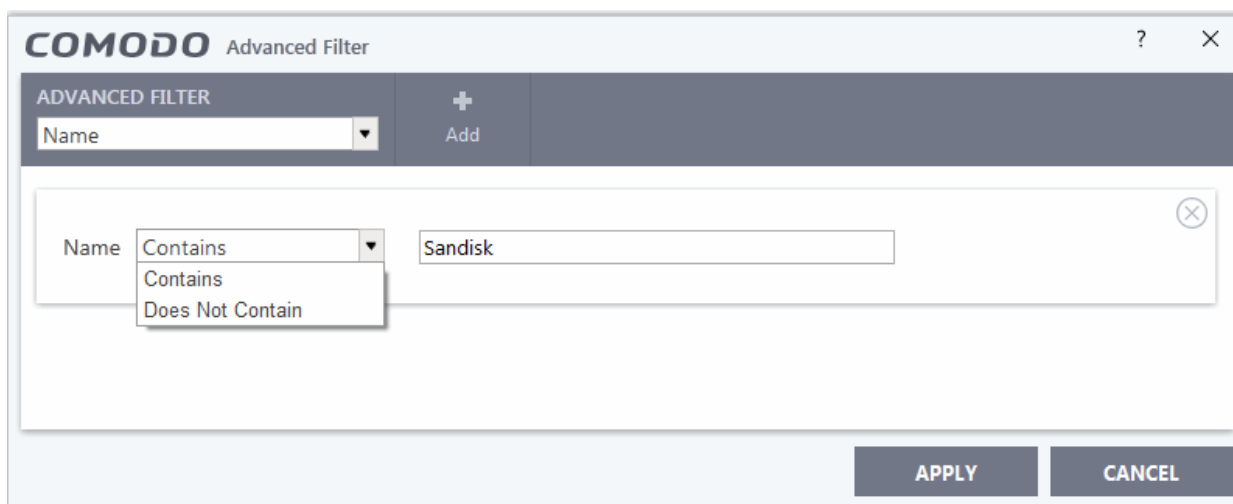 COMODO Advanced Filter ? X
ADVANCED FILTER
Name
+
Add
Name Contains Sandisk
Contains
Does Not Contain
APPLY CANCEL